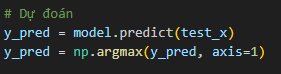 # Dự đoán
y_pred = model.predict(test_x)
y_pred = np.argmax(y_pred, axis=1)